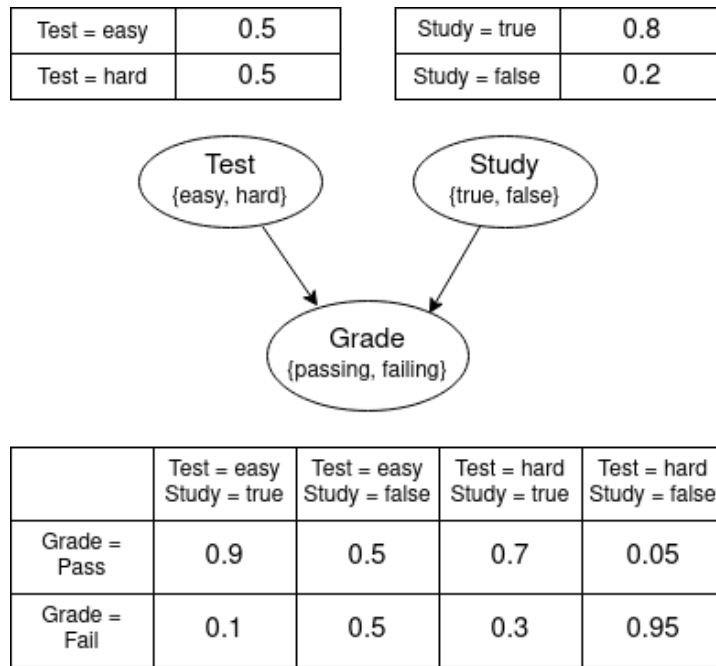 Test = easy 0.5 Study = true 0.8
Test = hard 0.5 Study = false 0.2
Test
{easy, hard}
Study
{true, false}
Grade
{passing, failing}
Test = easy Test = easy Test = hard Test = hard
Study = true Study = false Study = true Study = false
Grade =
Pass
0.9 0.5 0.7 0.05
Grade =
Fail
0.1 0.5 0.3 0.95